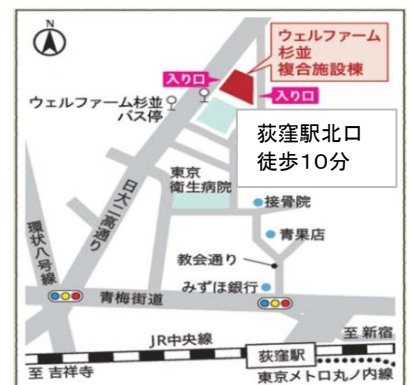 N
ウェルファーム
杉並
複合施設棟
入り口
入り口
ウェルファーム杉並
バス停
荻窪駅北口
徒歩10分
東京
衛生病院
日大二高通り
接骨院
青果店
環状八号線
教会通り
みずほ銀行
青梅街道
JR中央線
至 新宿
荻窪駅
至 吉祥寺
東京メトロ丸ノ内線